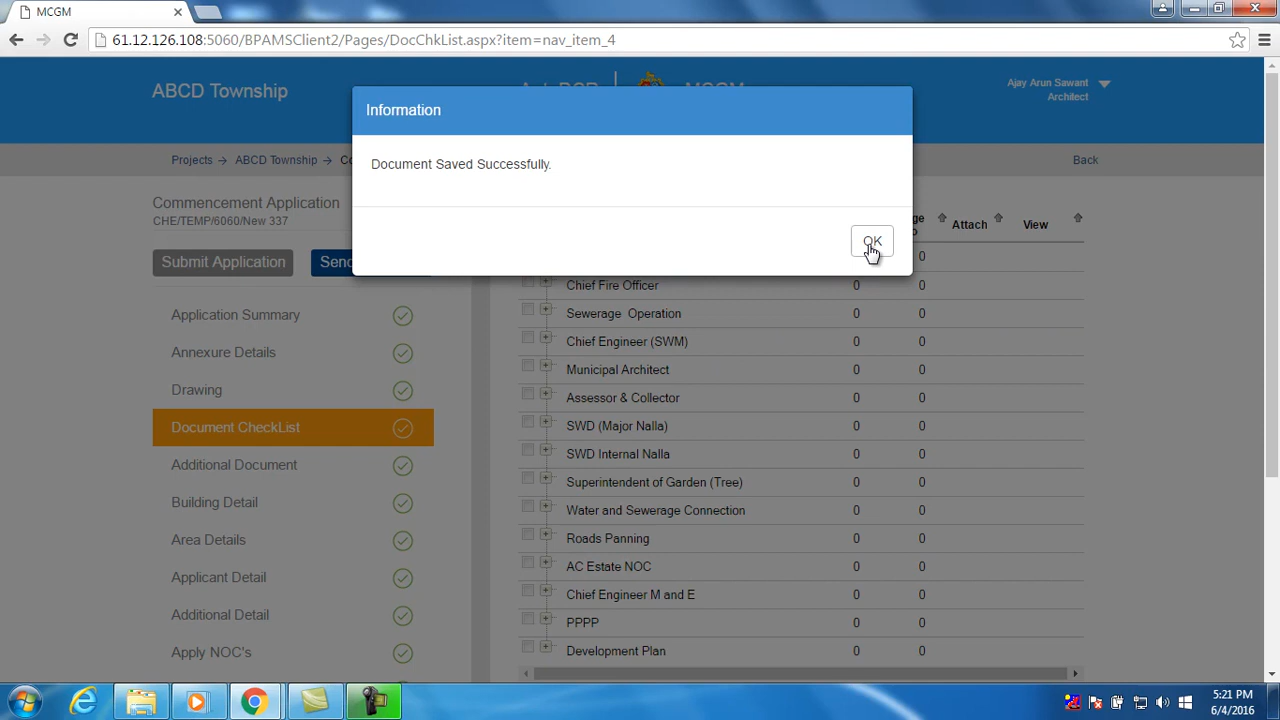 MCGM
61.12.126.108:5060/BPAMSClient2/Pages/DocChkList.aspx?item=nav_item_4
ABCD Township
MCGM
Ajay Arun Sawant
Architect
Information
Document Saved Successfully.
OK
Projects → ABCD Township →
Back
Commencement Application
CHE/TEMP/6060/New 337
Submit Application
Application Summary
Annexure Details
Drawing
Document CheckList
Additional Document
Building Detail
Area Details
Applicant Detail
Additional Detail
Apply NOC's
Attach View
0
Chief Fire Officer 0 0
Sewerage Operation 0 0
Chief Engineer (SWM) 0 0
Municipal Architect 0 0
Assessor & Collector 0 0
SWD (Major Nalla) 0 0
SWD Internal Nalla 0 0
Superintendent of Garden (Tree) 0 0
Water and Sewerage Connection 0 0
Roads Panning 0 0
AC Estate NOC 0 0
Chief Engineer M and E 0 0
PPPP 0 0
Development Plan 0 0
5:21 PM
6/4/2016